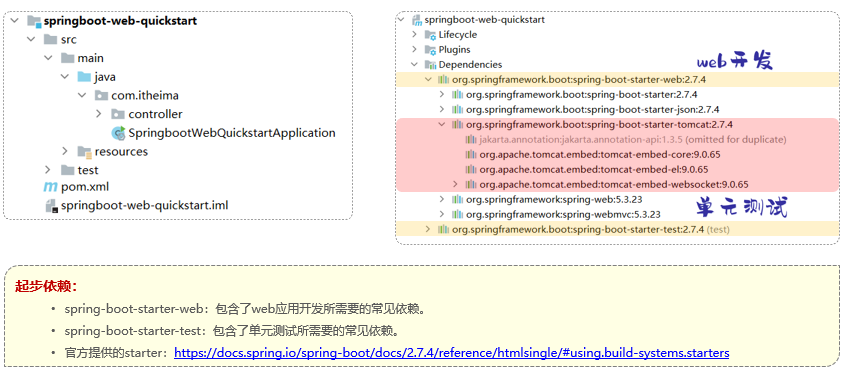 springboot-web-quickstart
src
main
java
com.itheima
controller
SpringbootWebQuickstartApplication
resources
test
pom.xml
springboot-web-quickstart.iml
springboot-web-quickstart
Lifecycle
Plugins
Dependencies
web开发
org.springframework.boot:spring-boot-starter-web:2.7.4
org.springframework.boot:spring-boot-starter:2.7.4
org.springframework.boot:spring-boot-starter-json:2.7.4
org.springframework.boot:spring-boot-starter-tomcat:2.7.4
jakarta.annotation:jakarta.annotation-api:1.3.5 (omitted for duplicate)
org.apache.tomcat.embed:tomcat-embed-core:9.0.65
org.apache.tomcat.embed:tomcat-embed-el:9.0.65
org.apache.tomcat.embed:tomcat-embed-websocket:9.0.65
org.springframework:spring-web:5.3.23
org.springframework:spring-webmvc:5.3.23
单元测试
org.springframework.boot:spring-boot-starter-test:2.7.4 (test)
起步依赖：
• spring-boot-starter-web：包含了web应用开发所需要的常见依赖。
• spring-boot-starter-test：包含了单元测试所需要的常见依赖。
• 官方提供的starter：https://docs.spring.io/spring-boot/docs/2.7.4/reference/htmlsingle/#using.build-systems.starters